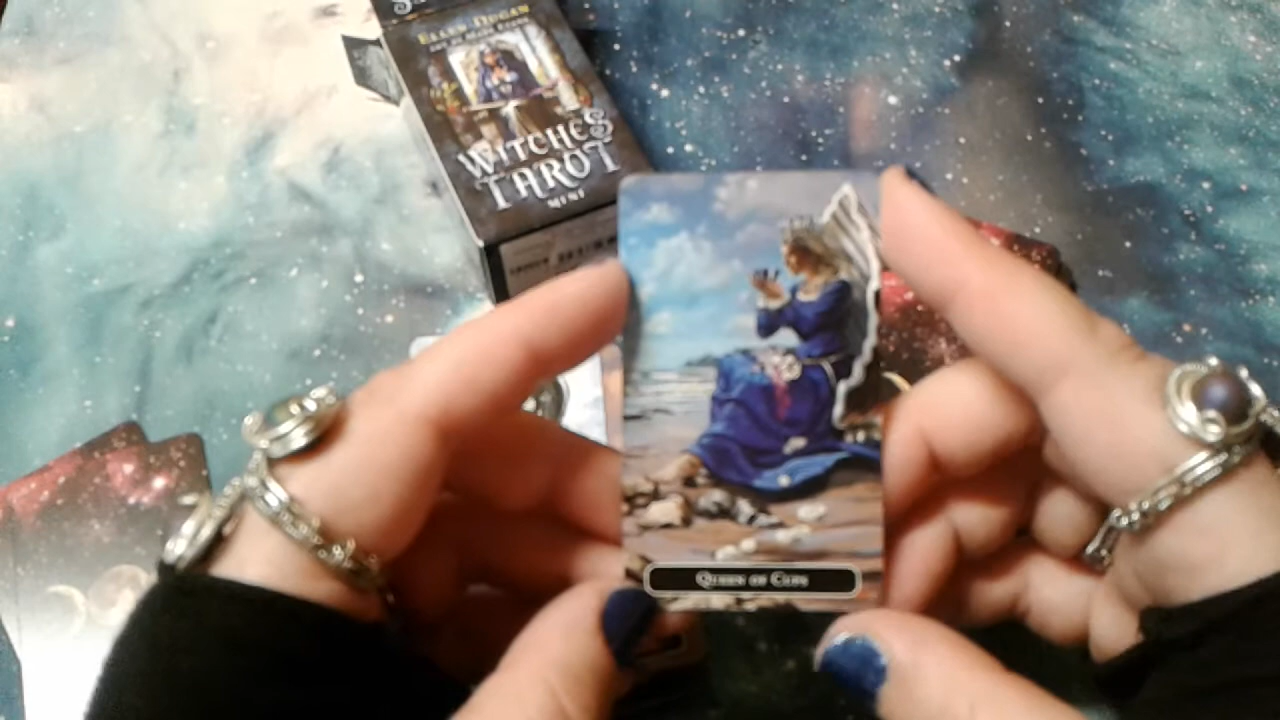 ELLEN DUGAN
WITCHES
TAROT
MINI
QUEEN OF CUPS